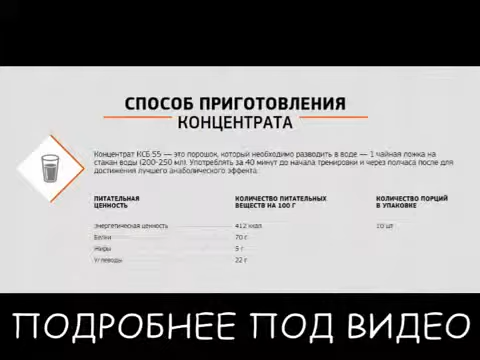 СПОСОБ ПРИГОТОВЛЕНИЯ
КОНЦЕНТРАТА
Концентрат КСБ 55 — это порошок, который необходимо разводить в воде — 1 чайная ложка на
стакан воды (200-250 мл). Употреблять за 40 минут до начала тренировки и через полчаса после для
достижения лучшего анаболического эффекта.
ПИТАТЕЛЬНАЯ ЦЕННОСТЬ
КОЛИЧЕСТВО ПИТАТЕЛЬНЫХ ВЕЩЕСТВ НА 100 Г
КОЛИЧЕСТВО ПОРЦИЙ В УПАКОВКЕ
Энергетическая ценность 412 ккал 10 шт
Белки 70 г
Жиры 5 г
Углеводы 22 г
ПОДРОБНЕЕ ПОД ВИДЕО